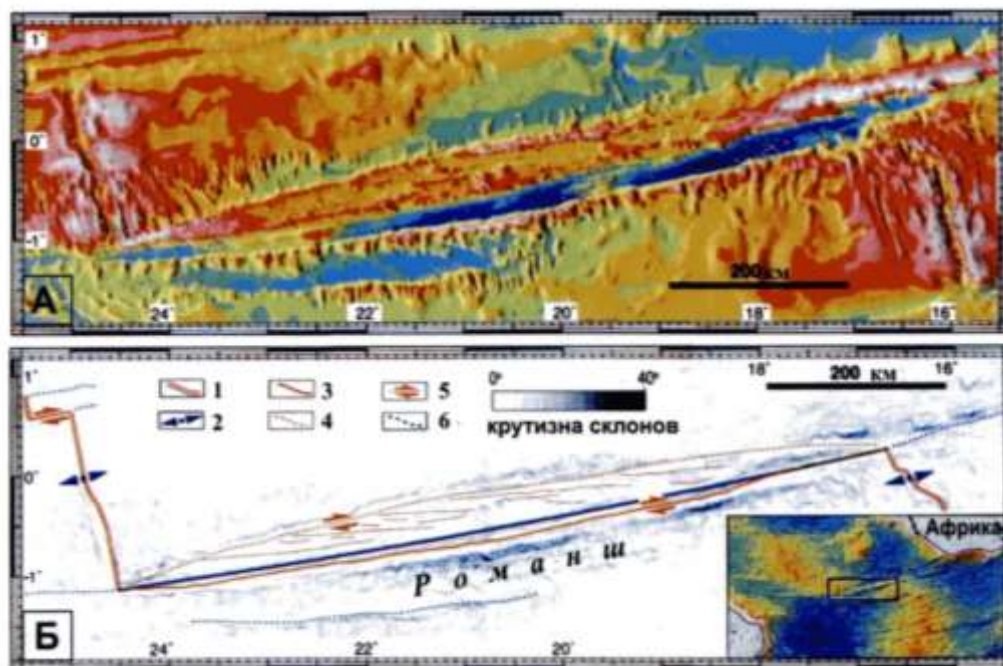 1°
0°
-1°
А
200 км
24° 22° 20° 18° 16°
18° 16°
1° 1 3 5 0° 40° 200 КМ
2 4 6 крутизна склонов
0°
Африка
Романш
-1°
Б
24° 22° 20°